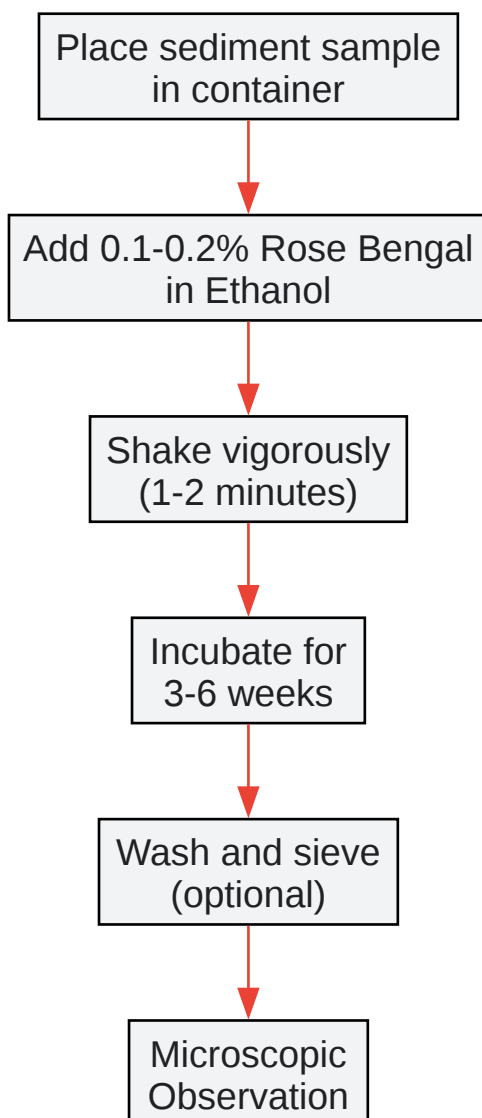 Place sediment sample
in container
Add 0.1-0.2% Rose Bengal
in Ethanol
Shake vigorously
(1-2 minutes)
Incubate for
3-6 weeks
Wash and sieve
(optional)
Microscopic
Observation